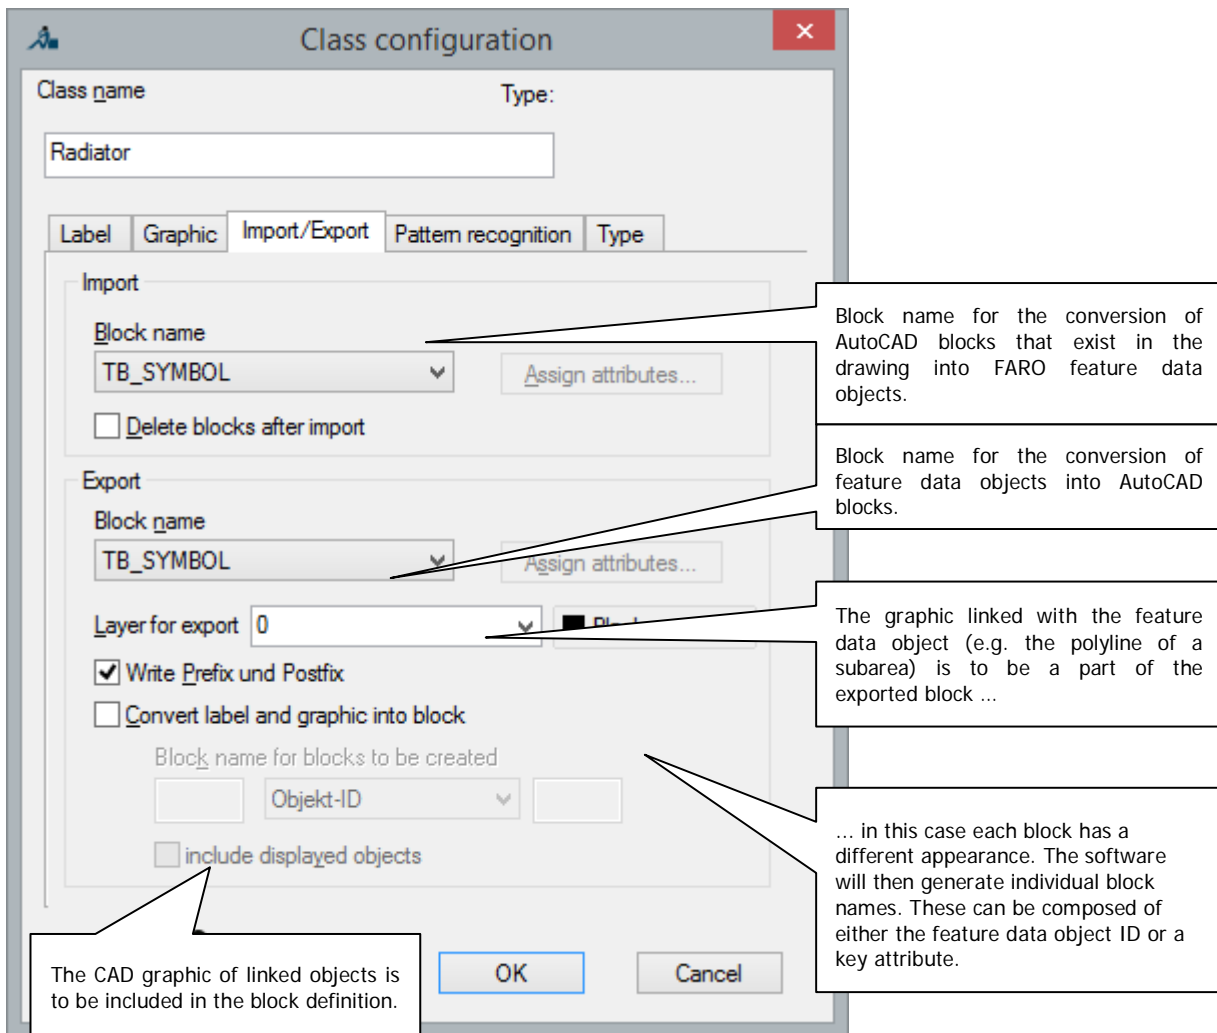 Class configuration
Class name
Type:
Radiator
Label
Graphic
Import/Export
Pattern recognition
Type
Import
Block name
TB_SYMBOL
Assign attributes...
Delete blocks after import
Export
Block name
TB_SYMBOL
Assign attributes...
Layer for export
0
Write Prefix und Postfix
Convert label and graphic into block
Block name for blocks to be created
Objekt-ID
include displayed objects
OK
Cancel
Block name for the conversion of
AutoCAD blocks that exist in the
drawing into FARO feature data
objects.
Block name for the conversion of
feature data objects into AutoCAD
blocks.
The graphic linked with the feature
data object (e.g. the polyline of a
subarea) is to be a part of the
exported block ...
... in this case each block has a
different appearance. The software
will then generate individual block
names. These can be composed of
either the feature data object ID or a
key attribute.
The CAD graphic of linked objects is
to be included in the block definition.